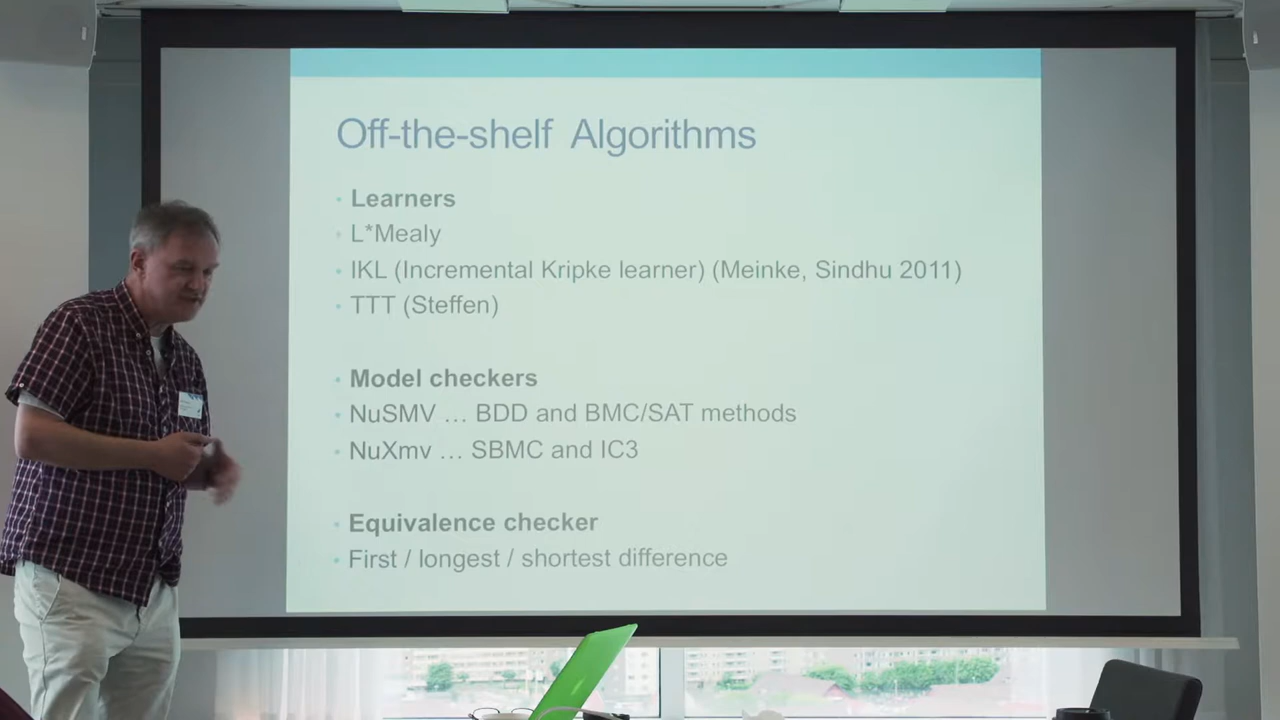 Off-the-shelf Algorithms
• Learners
• L*Mealy
• IKL (Incremental Kripke learner) (Meinke, Sindhu 2011)
• TTT (Steffen)
• Model checkers
• NuSMV … BDD and BMC/SAT methods
• NuXmv … SBMC and IC3
• Equivalence checker
• First / longest / shortest difference